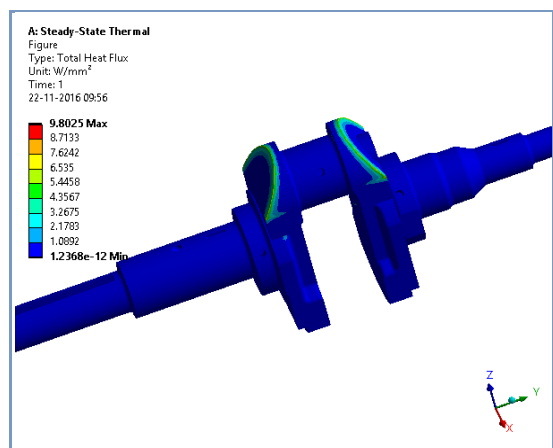 A: Steady-State Thermal
Figure
Type: Total Heat Flux
Unit: W/mm²
Time: 1
22-11-2016 09:56
9.8025 Max
8.7133
7.6242
6.535
5.4458
4.3567
3.2675
2.1783
1.0892
1.2368e-12 Min
Z
Y
X